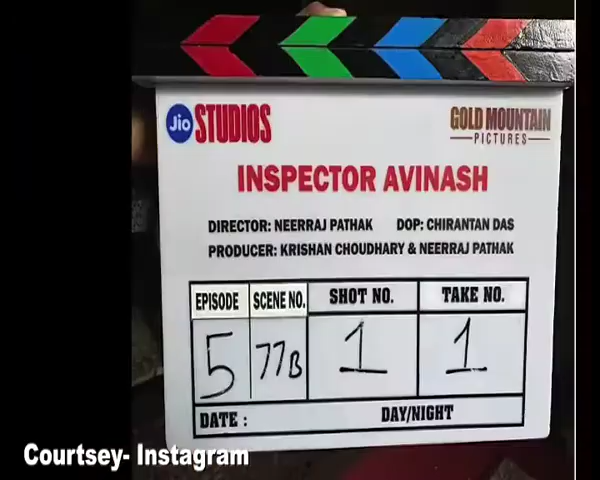 Jio STUDIOS
GOLD MOUNTAIN
PICTURES
INSPECTOR AVINASH
DIRECTOR: NEERRAJ PATHAK DOP: CHIRANTAN DAS
PRODUCER: KRISHAN CHOUDHARY & NEERRAJ PATHAK
EPISODE SCENE NO. SHOT NO. TAKE NO.
5 77B 1 1
DATE : DAY/NIGHT
Courtsey- Instagram